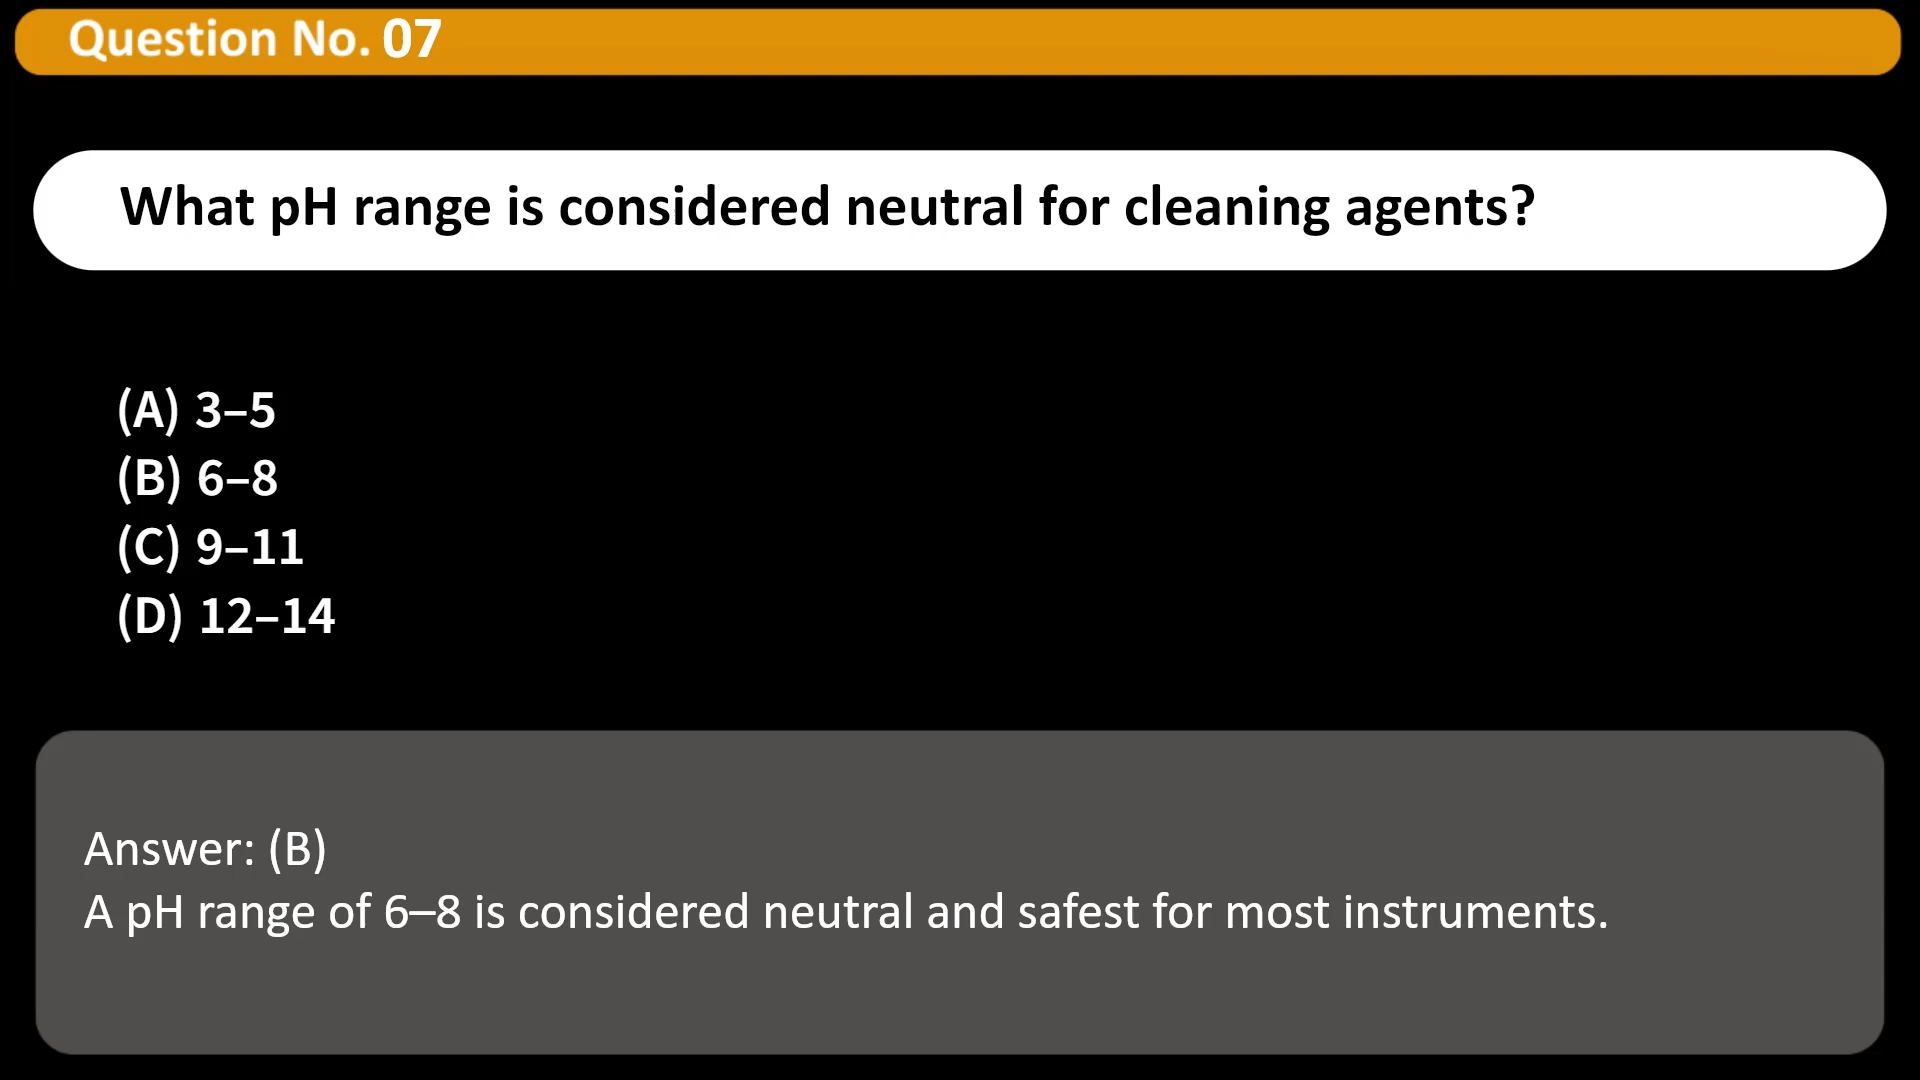 Question No. 07
What pH range is considered neutral for cleaning agents?
(A) 3–5
(B) 6–8
(C) 9–11
(D) 12–14
Answer: (B)
A pH range of 6–8 is considered neutral and safest for most instruments.